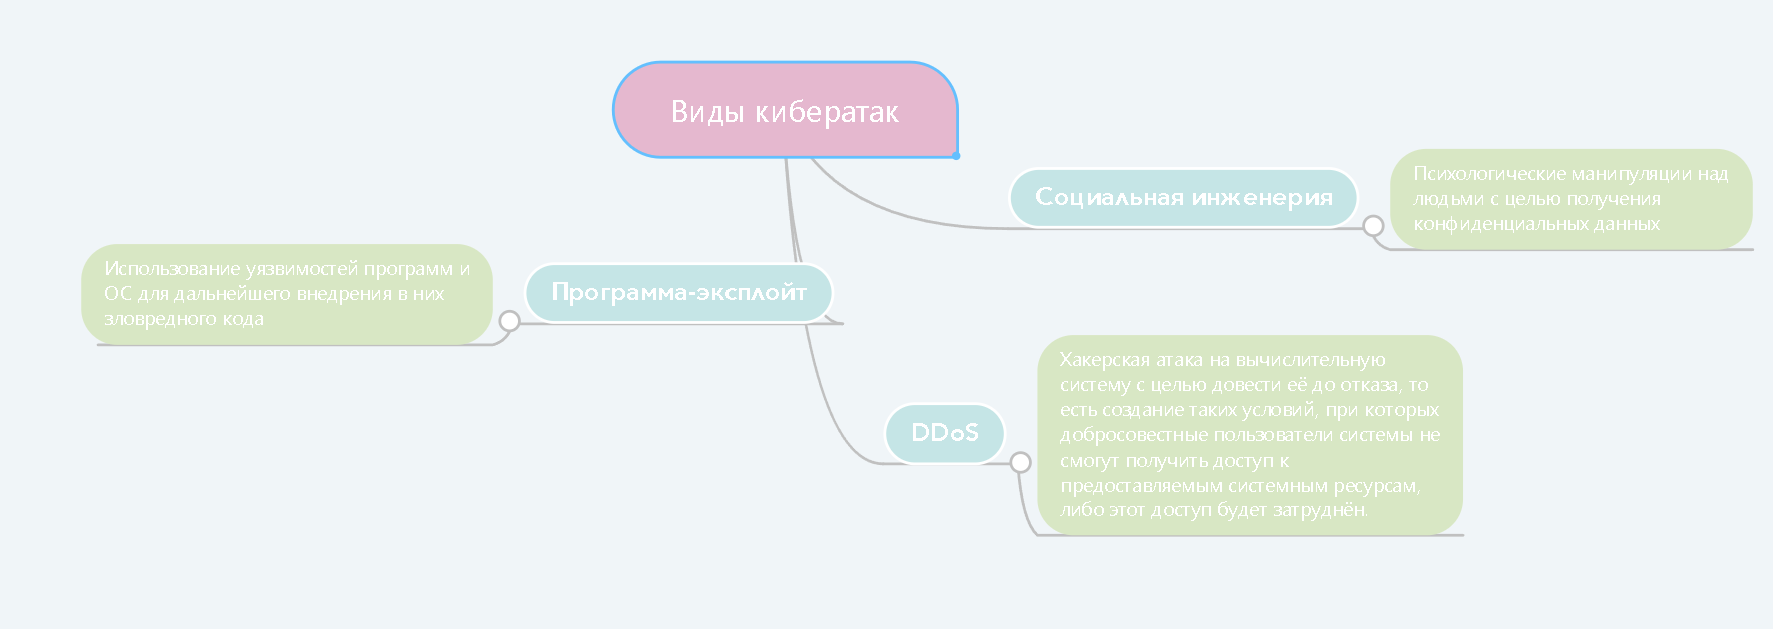 Виды кибератак
Социальная инженерия
Психологические манипуляции над
людьми с целью получения
конфиденциальных данных
Программа-эксплойт
Использование уязвимостей программ и
ОС для дальнейшего внедрения в них
зловредного кода
DDoS
Хакерская атака на вычислительную
систему с целью довести её до отказа, то
есть создание таких условий, при которых
добросовестные пользователи системы не
смогут получить доступ к
предоставляемым системным ресурсам,
либо этот доступ будет затруднён.